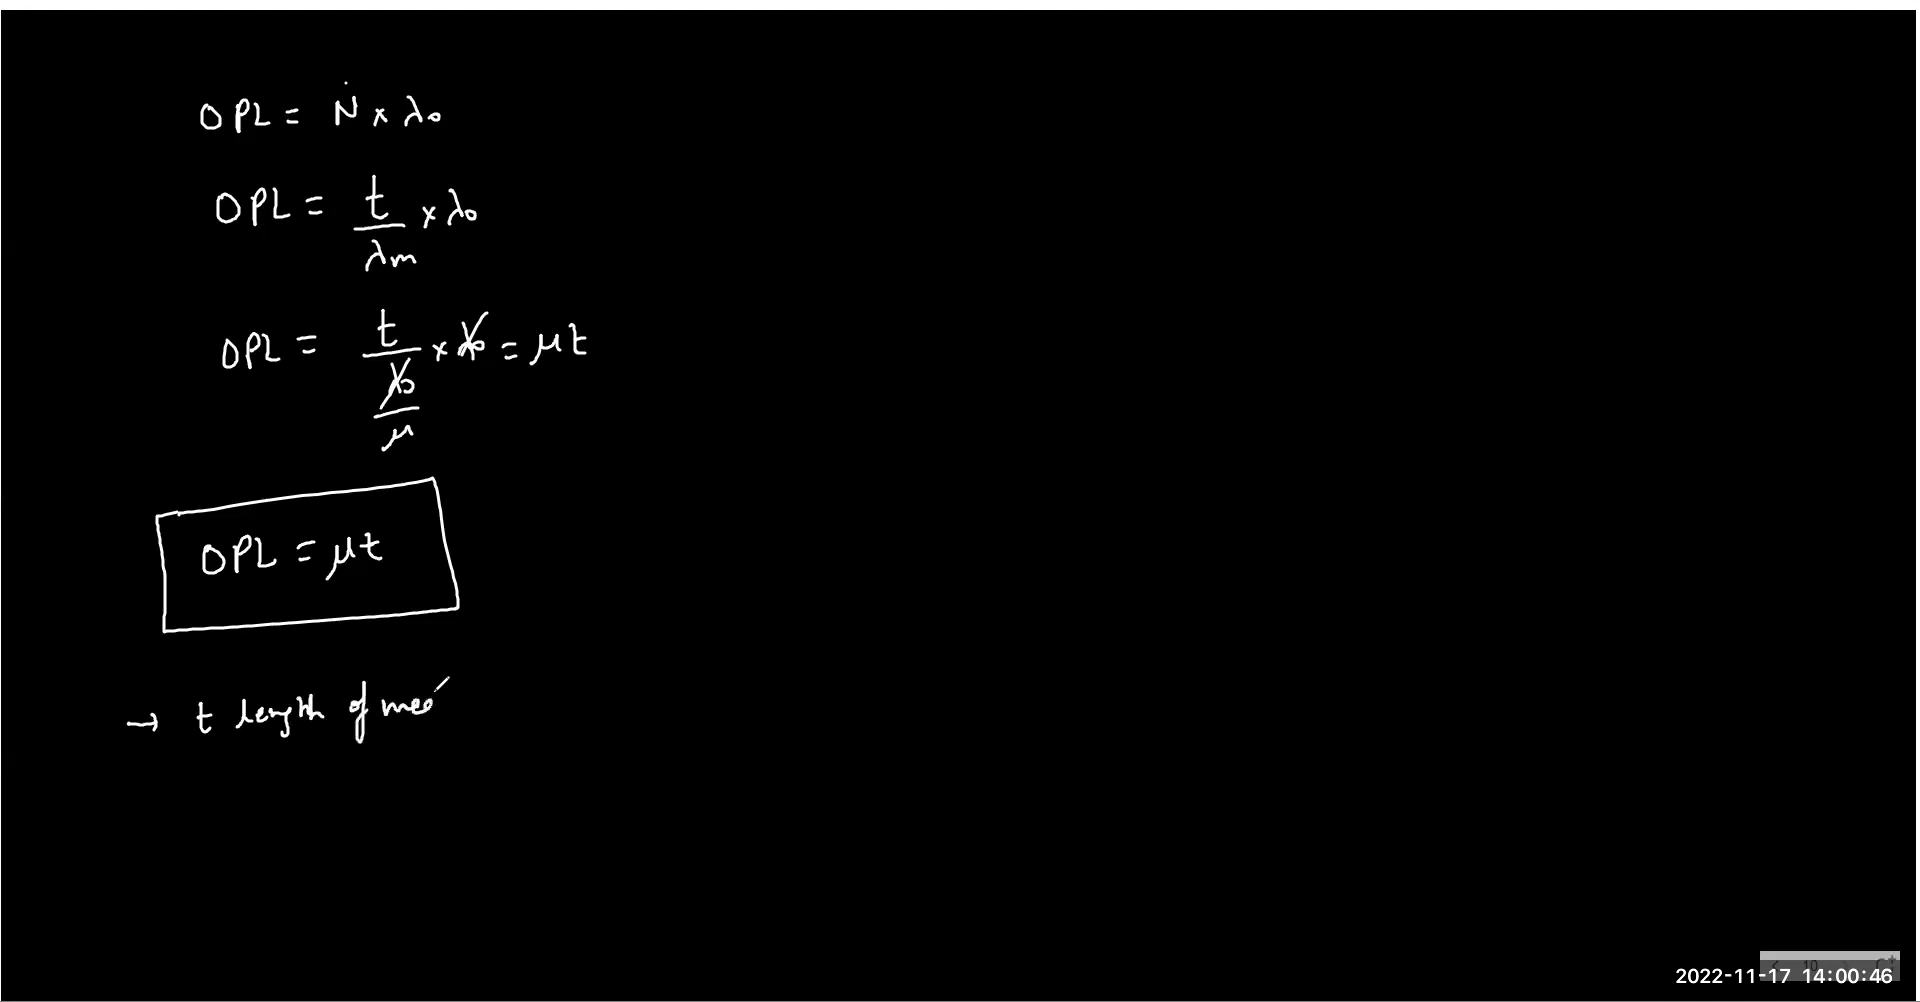 OPL = N × λ₀
OPL = t/λm × λ₀
OPL = t/(λ₀/μ) × λ₀ = μt
OPL = μt
→ t length of med
2022-11-17 14:00:46